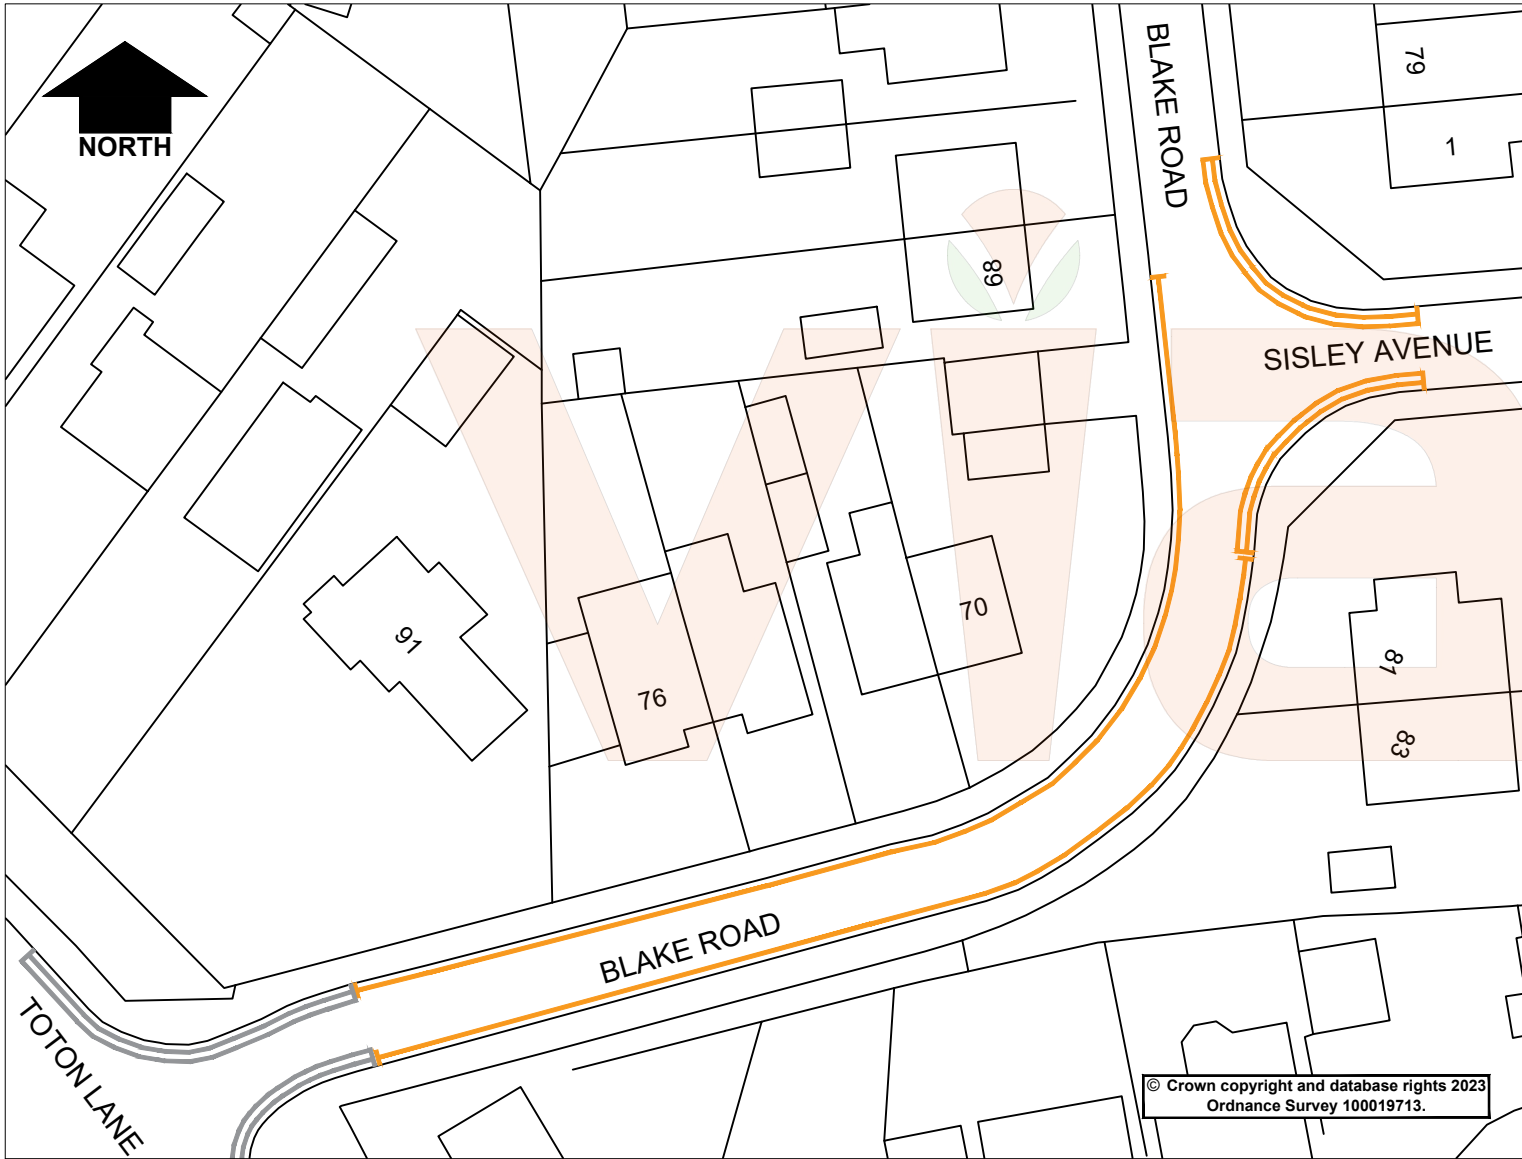 NORTH
BLAKE ROAD
79
1
89
SISLEY AVENUE
91
70
76
81
83
BLAKE ROAD
TOTON LANE
© Crown copyright and database rights 2023
Ordnance Survey 100019713.